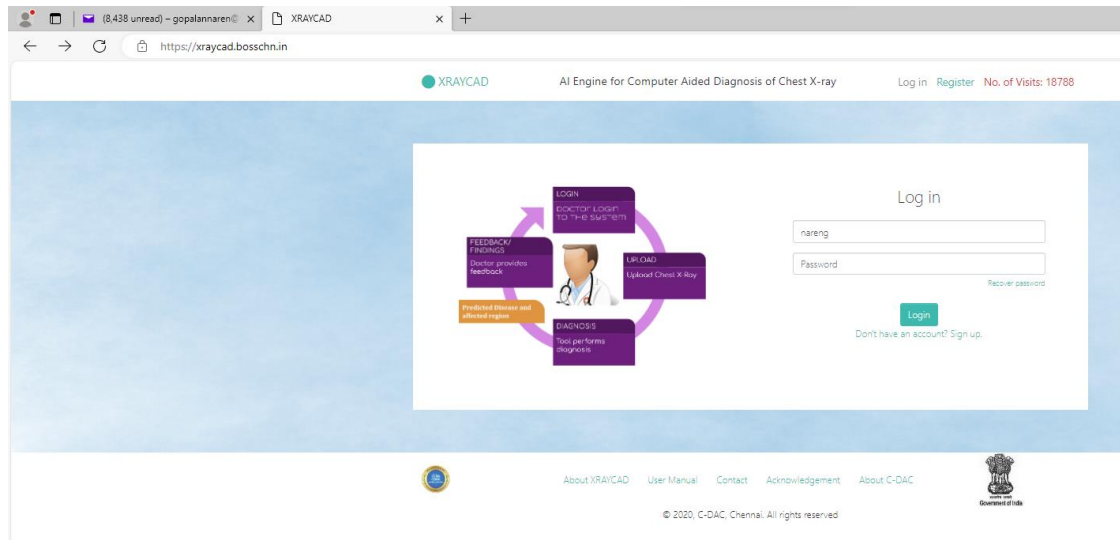 (8,438 unread) – gopalannaren©
XRAYCAD
https://xraycad.bosschn.in
XRAYCAD
AI Engine for Computer Aided Diagnosis of Chest X-ray
Log in Register No. of Visits: 18788
LOGIN
DOCTOR LOGIN
TO THE SYSTEM
FEEDBACK/
FINDINGS
Doctor provides
feedback
UPLOAD
Upload Chest X-Ray
Predicted Disease and
affected region
DIAGNOSIS
Tool performs
diagnosis
Log in
nareng
Password
Recover password
Login
Don't have an account? Sign up.
About XRAYCAD User Manual Contact Acknowledgement About C-DAC
Government of India
© 2020, C-DAC, Chennai. All rights reserved